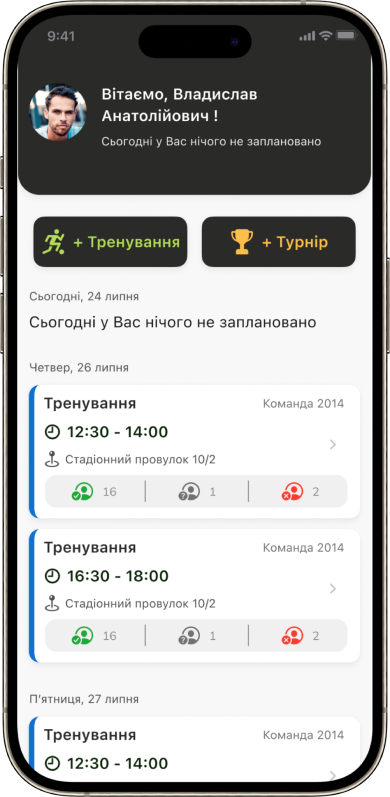 9:41
Вітаємо, Владислав
Анатолійович !
Сьогодні у Вас нічого не заплановано
+ Тренування
+ Турнір
Сьогодні, 24 липня
Сьогодні у Вас нічого не заплановано
Четвер, 26 липня
Тренування
Команда 2014
12:30 - 14:00
Стадіонний провулок 10/2
16
1
2
Тренування
Команда 2014
16:30 - 18:00
Стадіонний провулок 10/2
16
1
2
П'ятниця, 27 липня
Тренування
Команда 2014
12:30 - 14:00